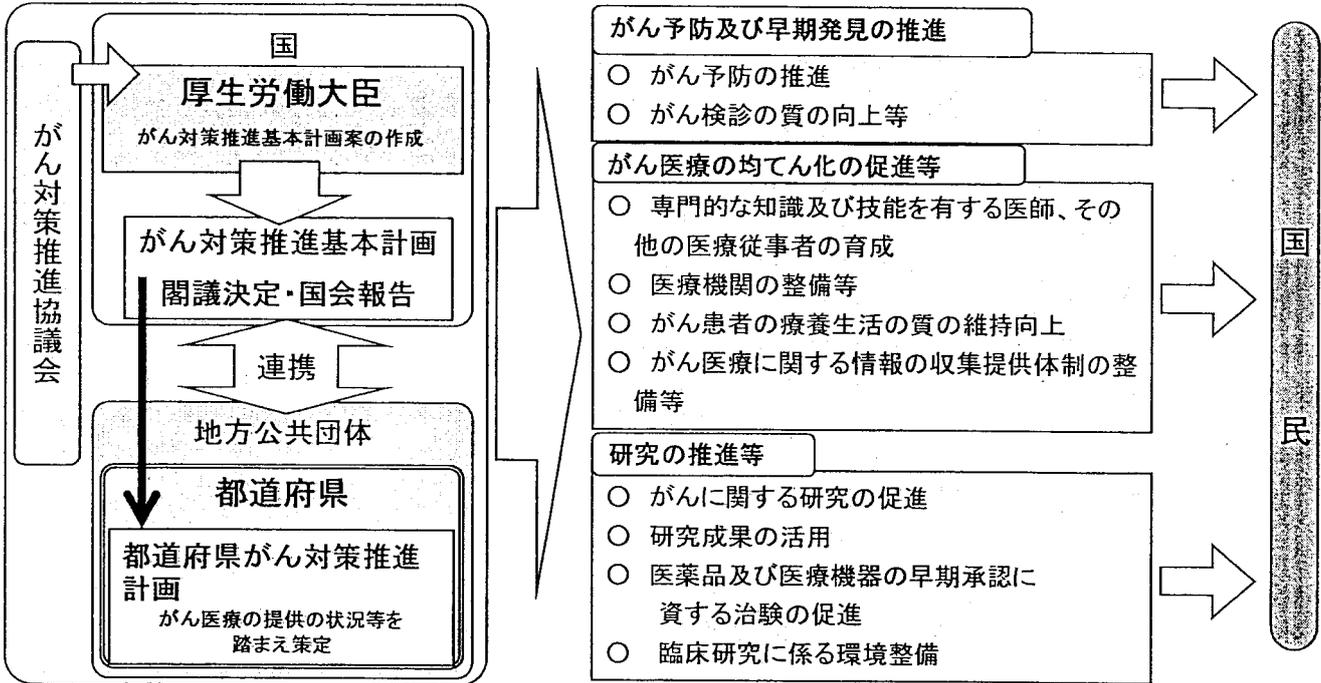 がん対策推進協議会
国
厚生労働大臣
がん対策推進基本計画案の作成
がん対策推進基本計画
閣議決定・国会報告
連携
地方公共団体
都道府県
都道府県がん対策推進
計画
がん医療の提供の状況等を
踏まえ策定
がん予防及び早期発見の推進
○ がん予防の推進
○ がん検診の質の向上等
がん医療の均てん化の促進等
○ 専門的な知識及び技能を有する医師、その
他の医療従事者の育成
○ 医療機関の整備等
○ がん患者の療養生活の質の維持向上
○ がん医療に関する情報の収集提供体制の整
備等
研究の推進等
○ がんに関する研究の促進
○ 研究成果の活用
○ 医薬品及び医療機器の早期承認に
資する治験の促進
○ 臨床研究に係る環境整備
国民